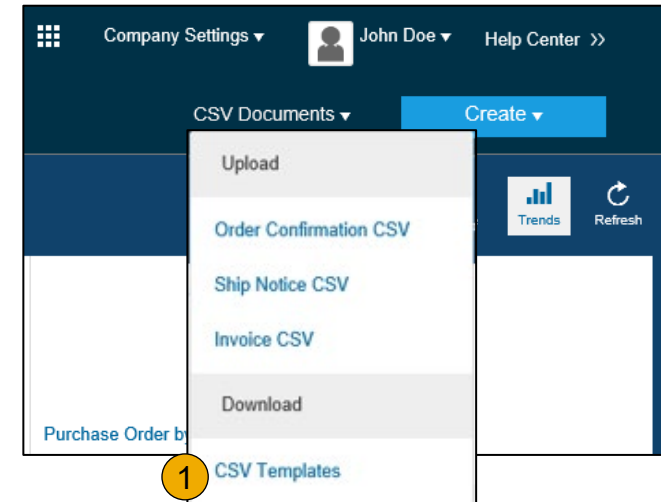 Company Settings ▾ John Doe ▾ Help Center >>
CSV Documents ▾ Create ▾
Upload
Trends Refresh
Order Confirmation CSV
Ship Notice CSV
Invoice CSV
Download
Purchase Order by
1 CSV Templates